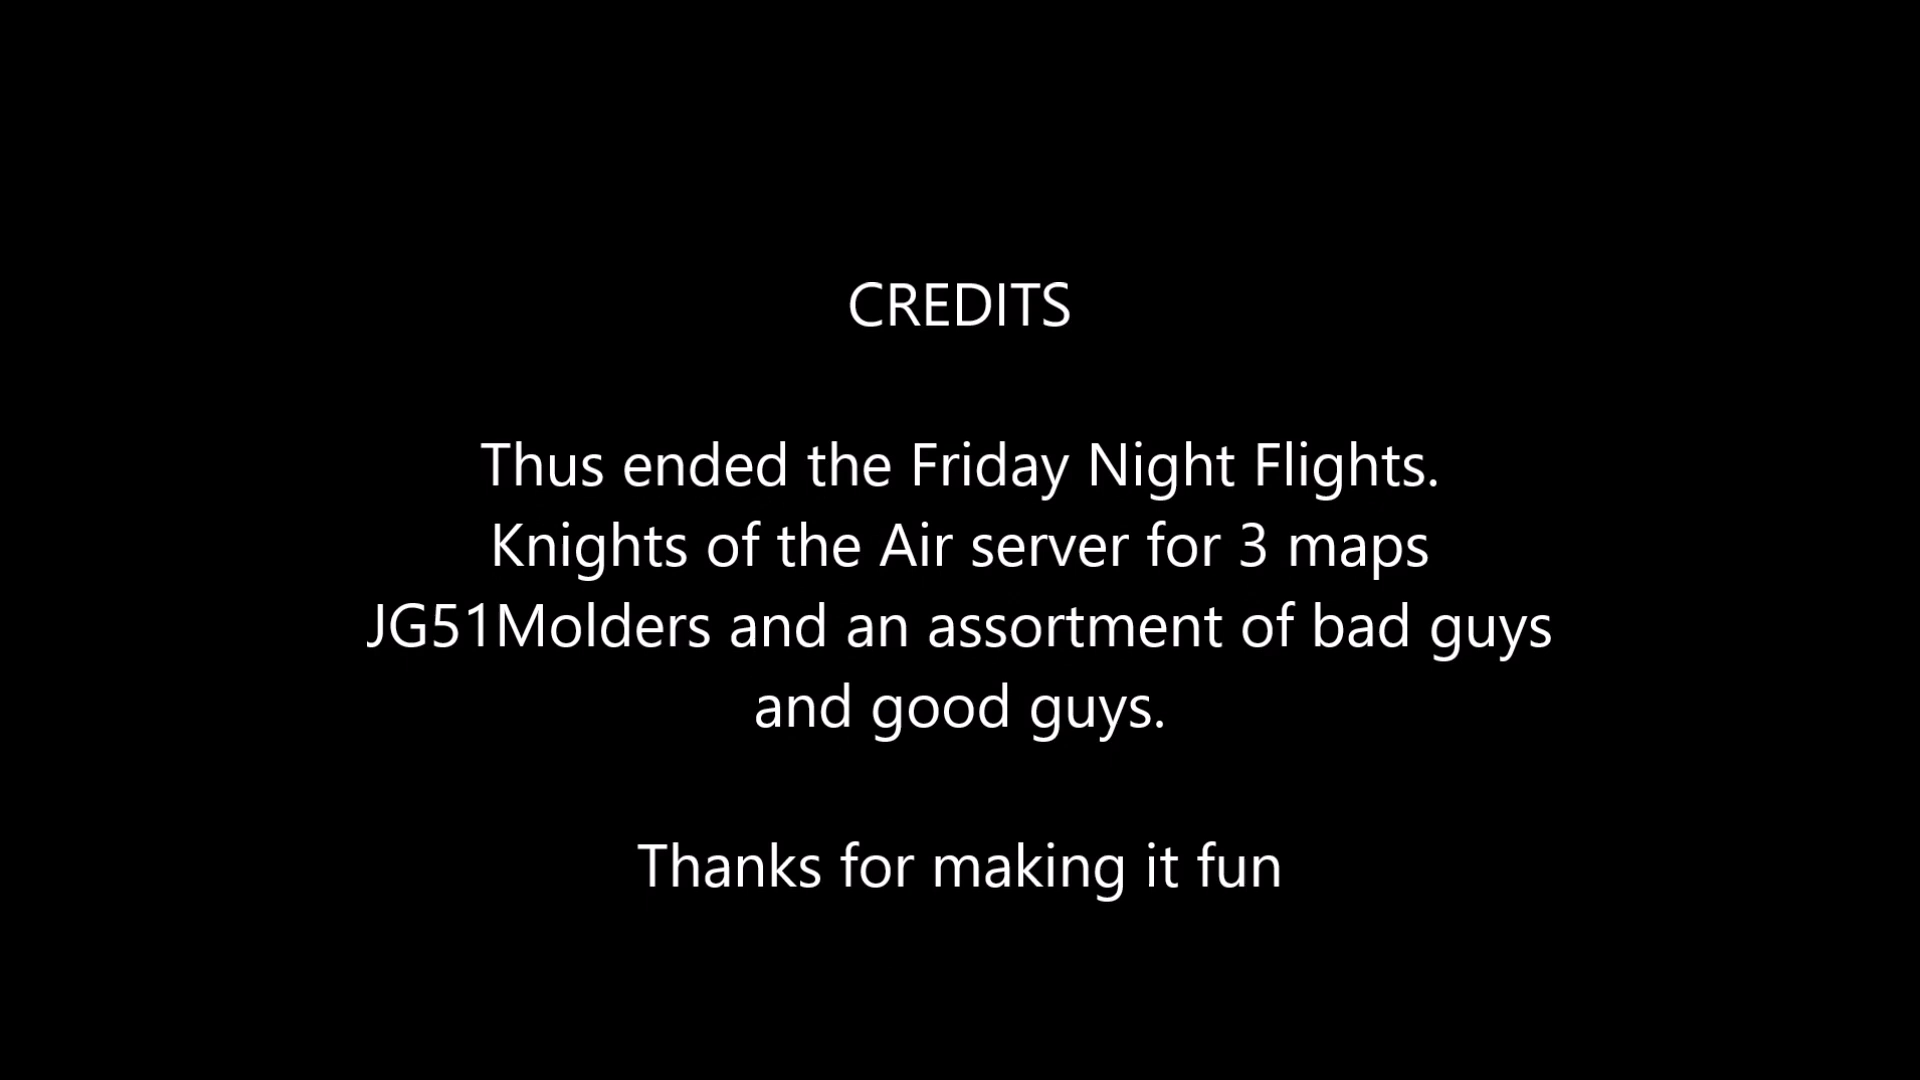 CREDITS
Thus ended the Friday Night Flights.
Knights of the Air server for 3 maps
JG51Molders and an assortment of bad guys
and good guys.
Thanks for making it fun